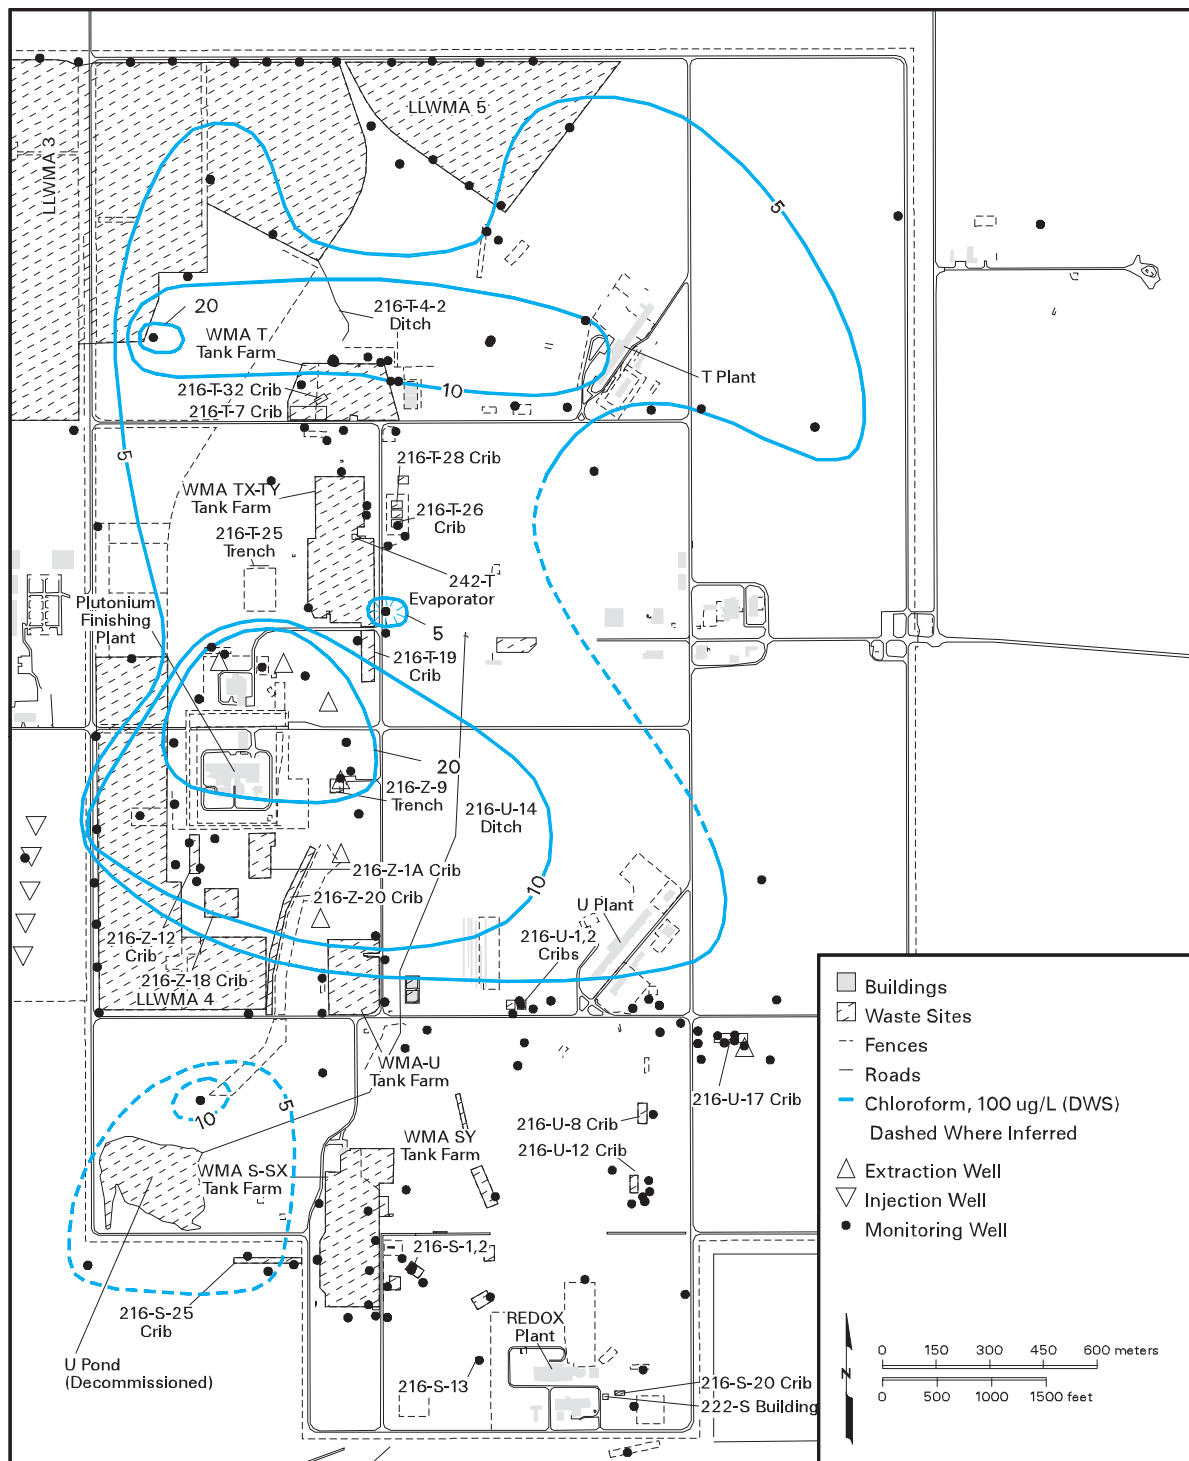 LLWMA 5
LLWMA 3
5
20
216-T-4-2
Ditch
WMA T
Tank Farm
T Plant
216-T-32 Crib
10
216-T-7 Crib
5
216-T-28 Crib
WMA TX-TY
Tank Farm
216-T-26
Crib
216-T-25
Trench
242-T
Evaporator
Plutonium
Finishing
Plant
5
216-T-19
Crib
20
216-Z-9
Trench
216-U-14
Ditch
216-Z-1A Crib
10
216-Z-20 Crib
U Plant
216-Z-12
Crib
216-U-1,2
Cribs
216-Z-18 Crib
LLWMA 4
WMA-U
Tank Farm
216-U-17 Crib
5
10
216-U-8 Crib
WMA SY
Tank Farm
216-U-12 Crib
WMA S-SX
Tank Farm
216-S-1,2
216-S-25
Crib
REDOX
Plant
U Pond
(Decommissioned)
216-S-13
216-S-20 Crib
222-S Building
Buildings
Waste Sites
Fences
Roads
Chloroform, 100 ug/L (DWS)
Dashed Where Inferred
Extraction Well
Injection Well
Monitoring Well
N
0 150 300 450 600 meters
0 500 1000 1500 feet